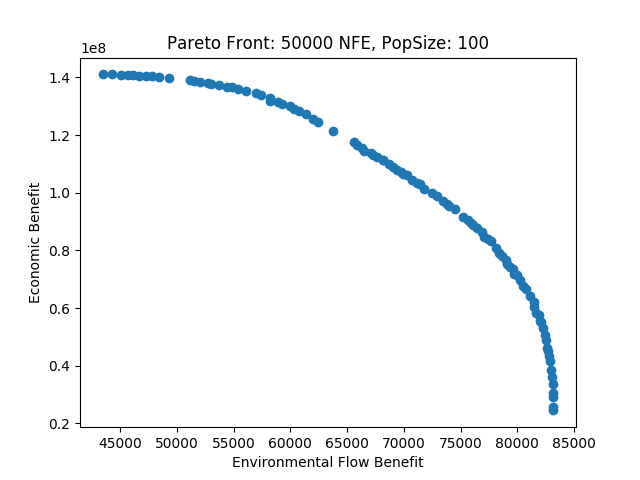 Pareto Front: 50000 NFE, PopSize: 100
1e8
1.4
1.2
1.0
0.8
0.6
0.4
0.2
Economic Benefit
45000 50000 55000 60000 65000 70000 75000 80000 85000
Environmental Flow Benefit